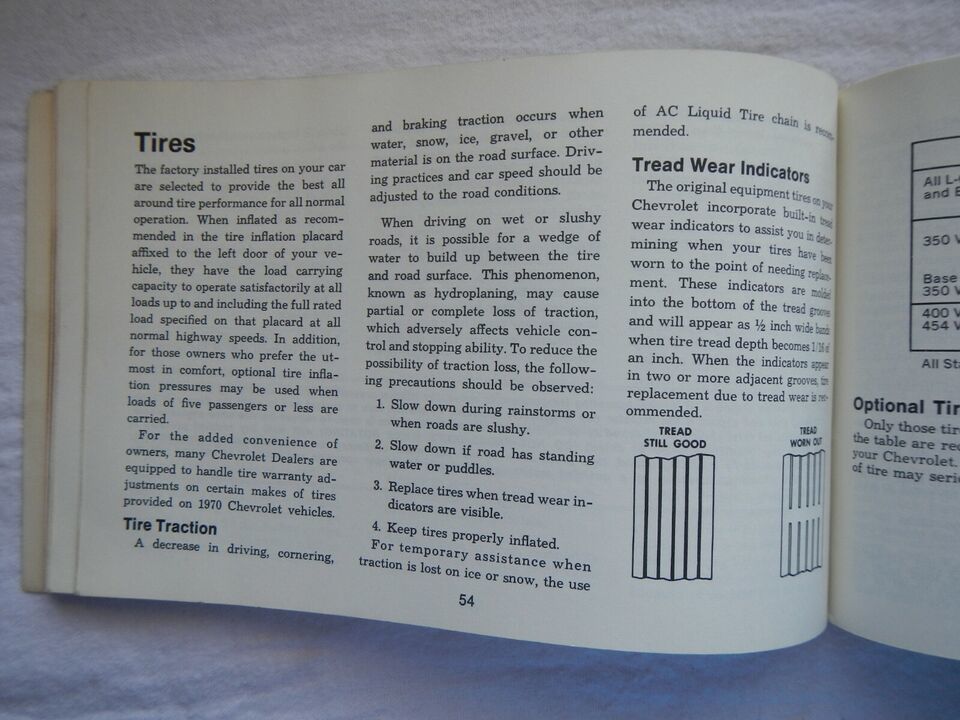 Tires
The factory installed tires on your car
are selected to provide the best all
around tire performance for all normal
operation. When inflated as recom-
mended in the tire inflation placard
affixed to the left door of your ve-
hicle, they have the load carrying
capacity to operate satisfactorily at all
loads up to and including the full rated
load specified on that placard at all
normal highway speeds. In addition,
for those owners who prefer the ut-
most in comfort, optional tire infla-
tion pressures may be used when
loads of five passengers or less are
carried.
For the added convenience of
owners, many Chevrolet Dealers are
equipped to handle tire warranty ad-
justments on certain makes of tires
provided on 1970 Chevrolet vehicles.
Tire Traction
A decrease in driving, cornering,
and braking traction occurs when
water, snow, ice, gravel, or other
material is on the road surface. Driv-
ing practices and car speed should be
adjusted to the road conditions.
When driving on wet or slushy
roads, it is possible for a wedge of
water to build up between the tire
and road surface. This phenomenon,
known as hydroplaning, may cause
partial or complete loss of traction,
which adversely affects vehicle con-
trol and stopping ability. To reduce the
possibility of traction loss, the follow-
ing precautions should be observed:
1. Slow down during rainstorms or
when roads are slushy.
2. Slow down if road has standing
water or puddles.
3. Replace tires when tread wear in-
dicators are visible.
4. Keep tires properly inflated.
For temporary assistance when
traction is lost on ice or snow, the use
of AC Liquid Tire chain is recom-
mended.
Tread Wear Indicators
The original equipment tires on your
Chevrolet incorporate built-in tread
wear indicators to assist you in deter-
mining when your tires have been
worn to the point of needing replace-
ment. These indicators are molded
into the bottom of the tread grooves
and will appear as ½ inch wide bands
when tire tread depth becomes 1/16 of
an inch. When the indicators appear
in two or more adjacent grooves, tire
replacement due to tread wear is rec-
ommended.
TREAD
STILL GOOD
TREAD
WORN OUT
54
All L-
and
350 V
Base
350 V
400 V
454 V
All St
Optional Tir
Only those tir
the table are rec
your Chevrolet.
of tire may seri